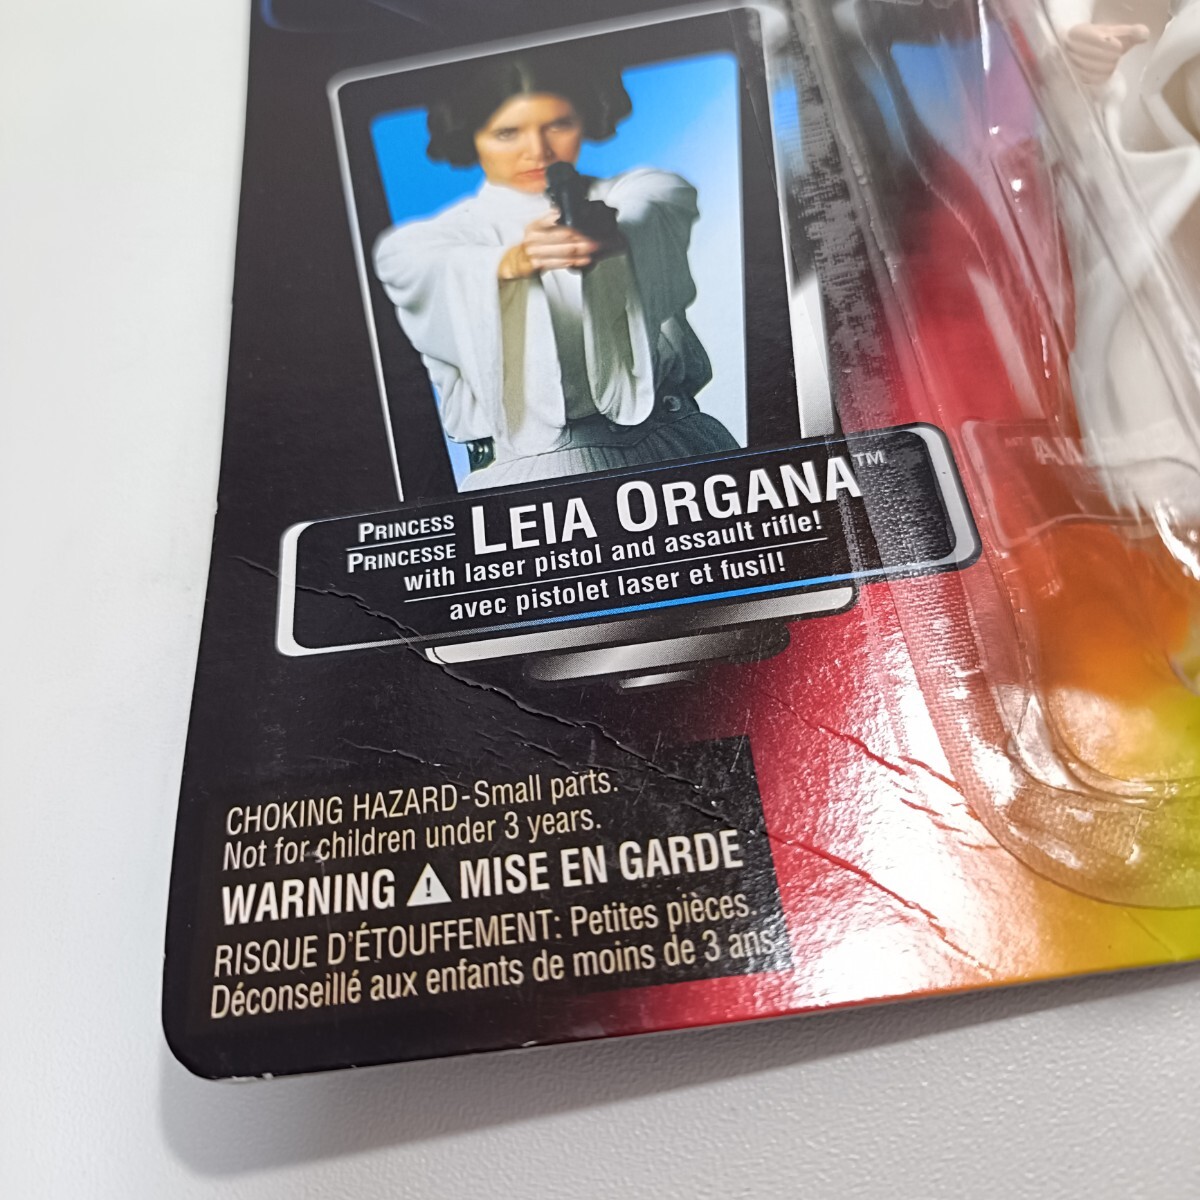 PRINCESS
PRINCESSE
LEIA ORGANA™
with laser pistol and assault rifle!
avec pistolet laser et fusil!
CHOKING HAZARD-Small parts.
Not for children under 3 years.
WARNING ! MISE EN GARDE
RISQUE D'ÉTOUFFEMENT: Petites pièces.
Déconseillé aux enfants de moins de 3 ans.